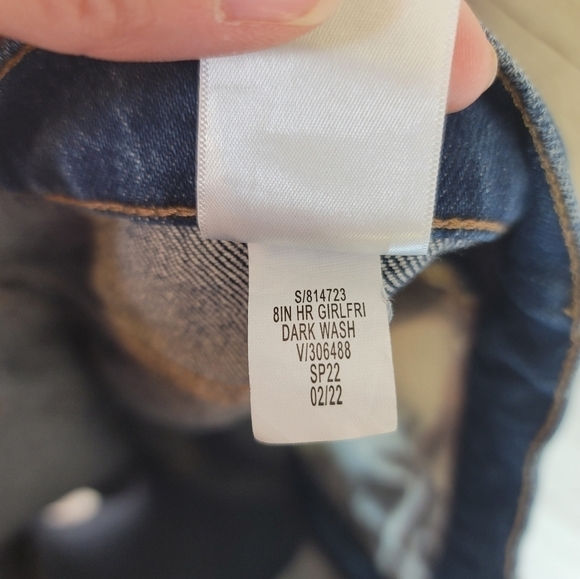 S/814723
8IN HR GIRLFRI
DARK WASH
V/306488
SP22
02/22